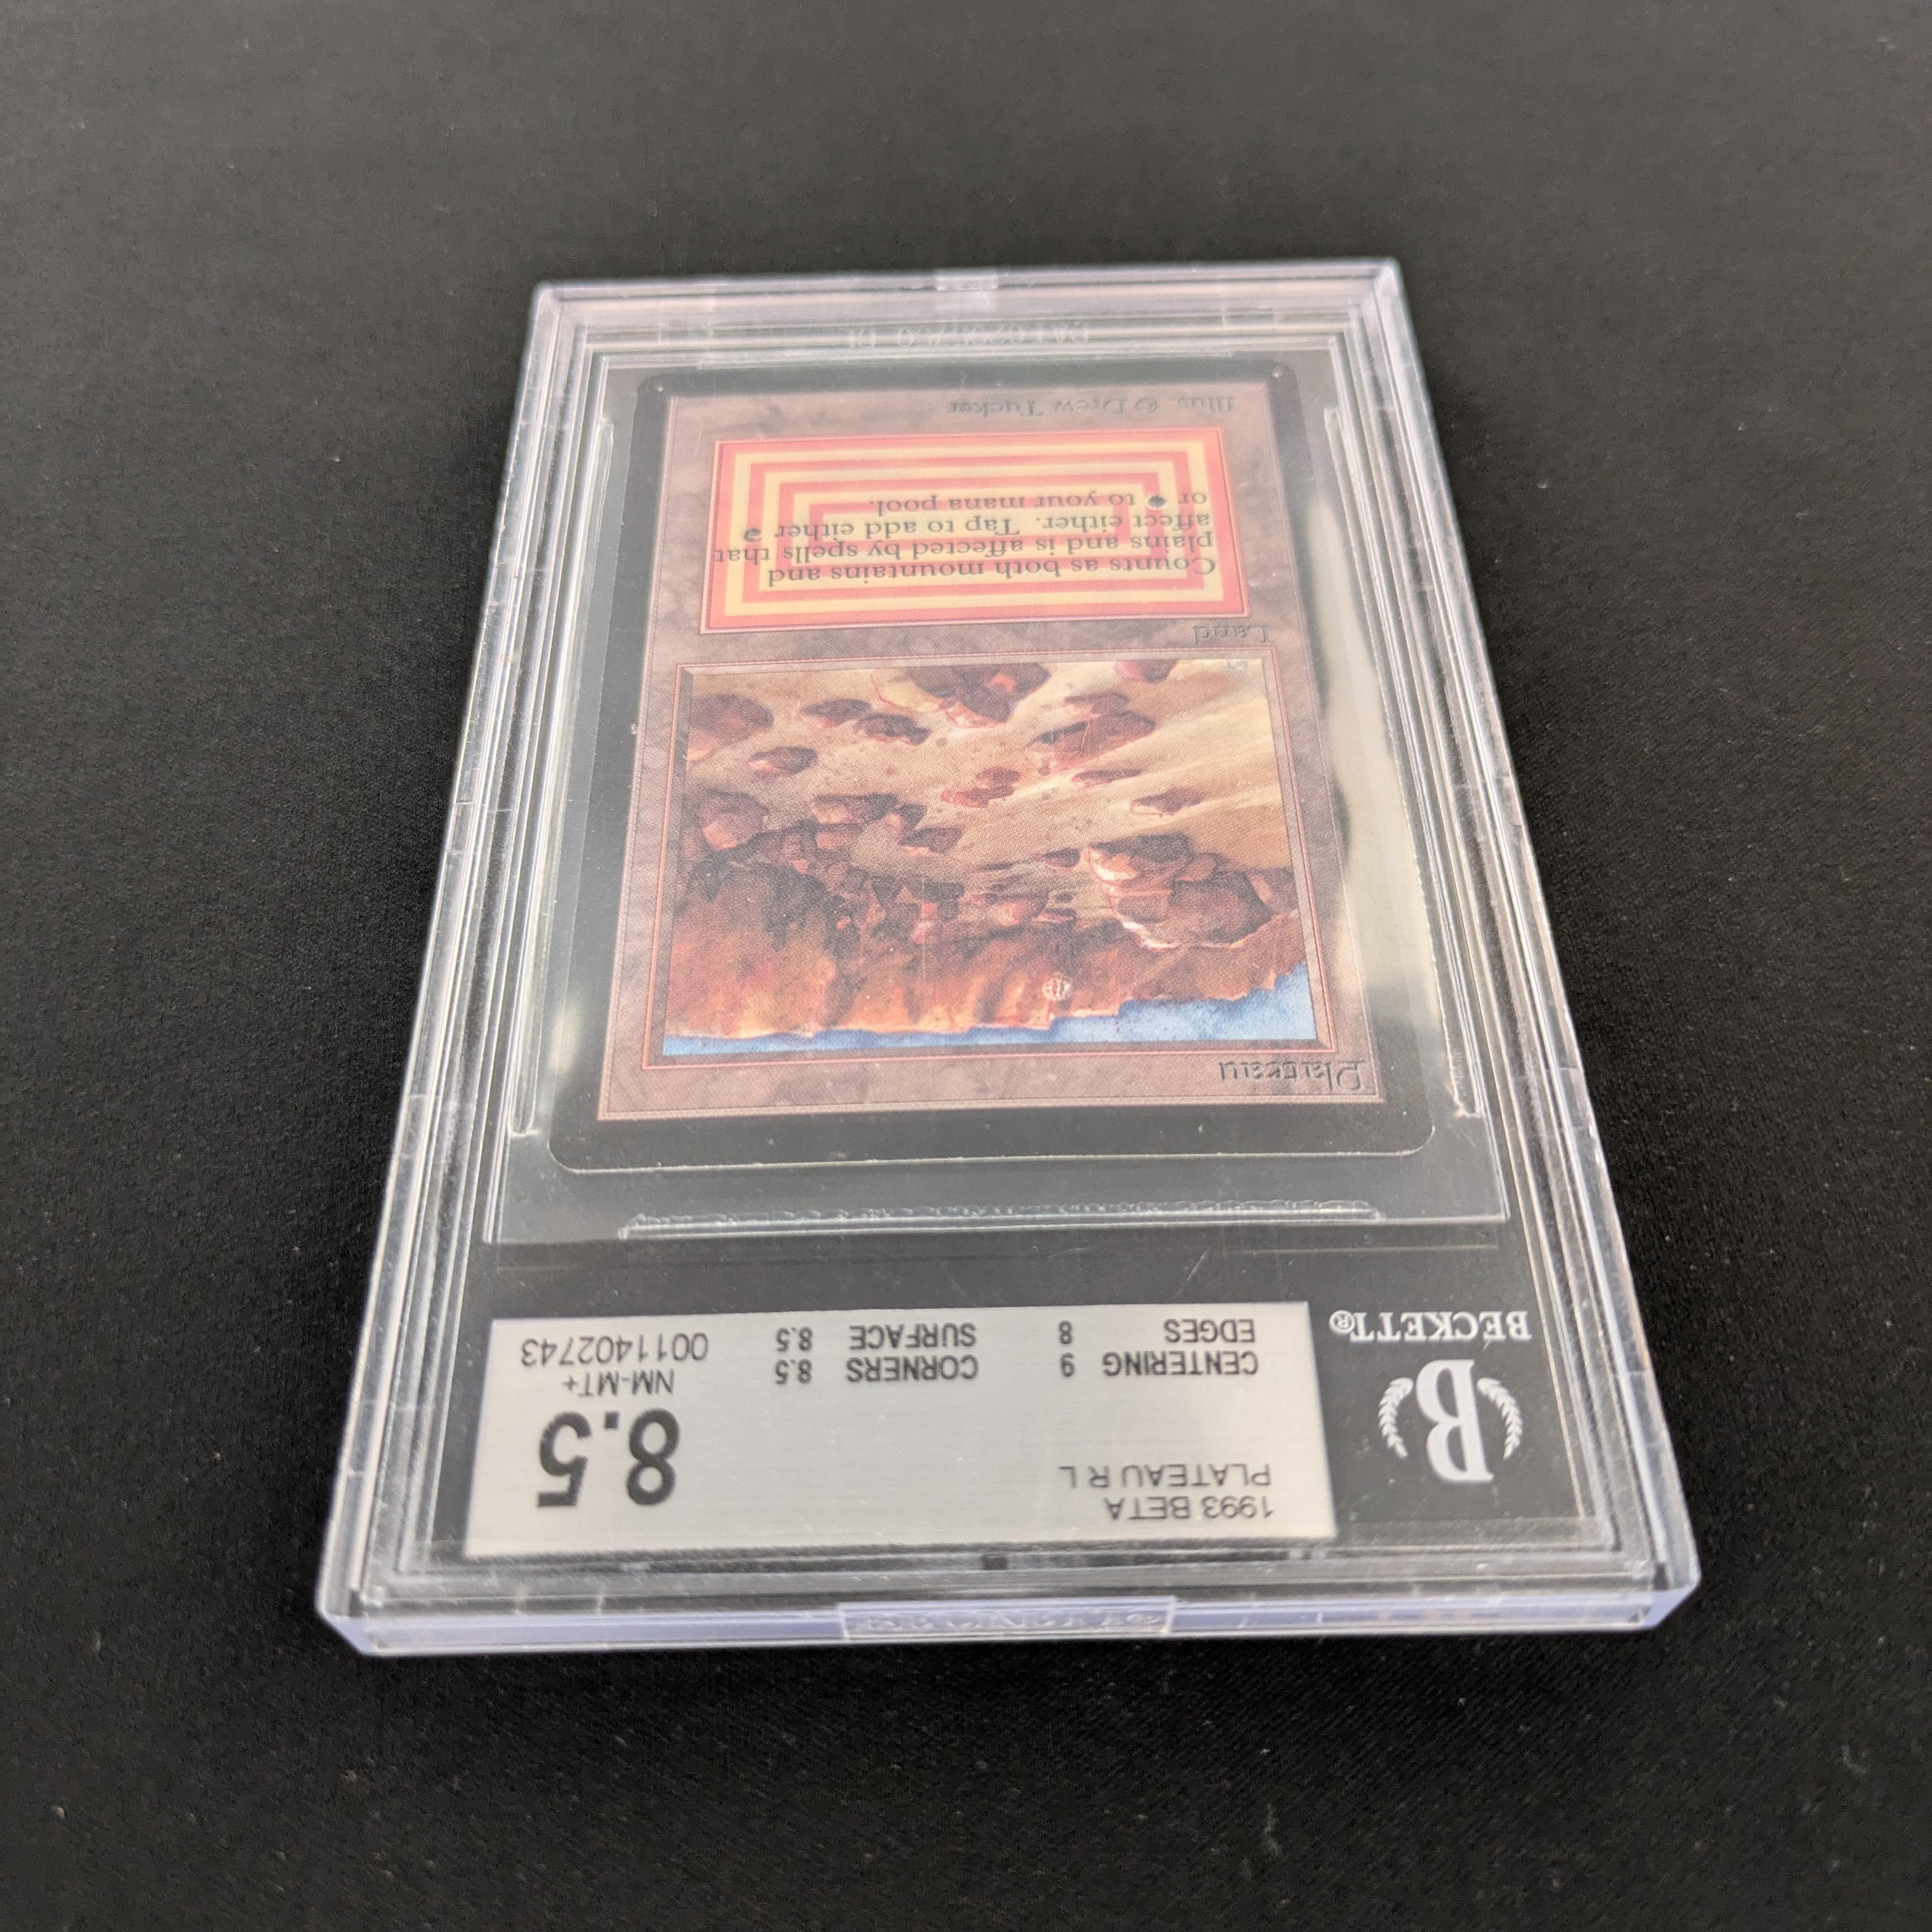 1993 BETA
PLATEAU R L
8.5
NM-MT+
CENTERING 9 CORNERS 8.5
EDGES 8 SURFACE 8.5
0011402743
B
BECKETT®
Plateau
Land
Counts as both mountains and
plains and is affected by spells that
affect either. Tap to add either
or to your mana pool.
Illus. © Drew Tucker